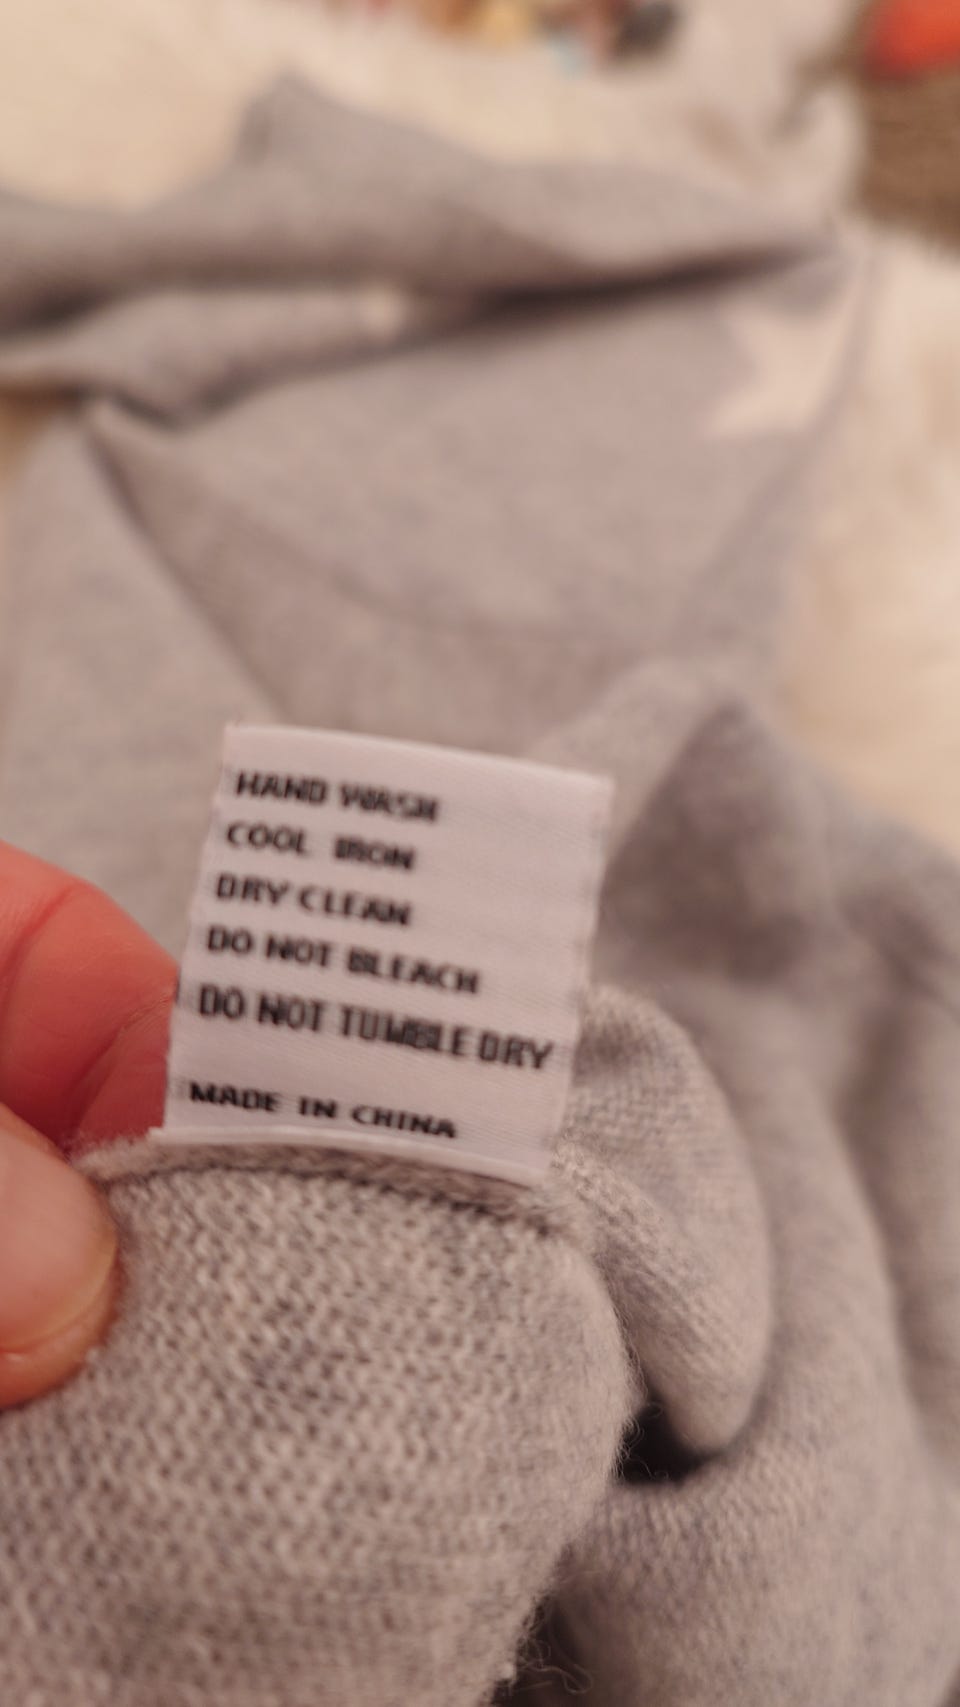 HAND WASH
COOL IRON
DRY CLEAN
DO NOT BLEACH
DO NOT TUMBLE DRY
MADE IN CHINA